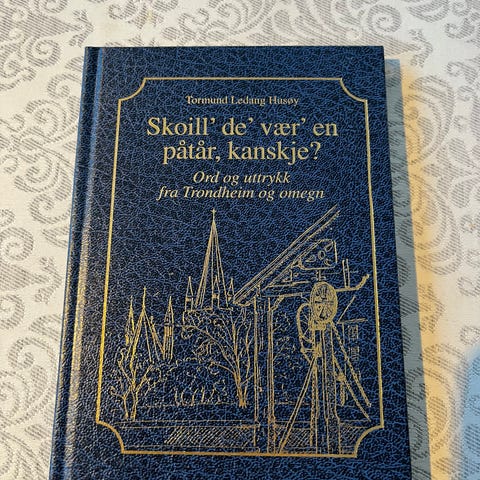 Tormund Ledang Husøy
Skoill' de' vær' en
påtår, kanskje?
Ord og uttrykk
fra Trondheim og omegn